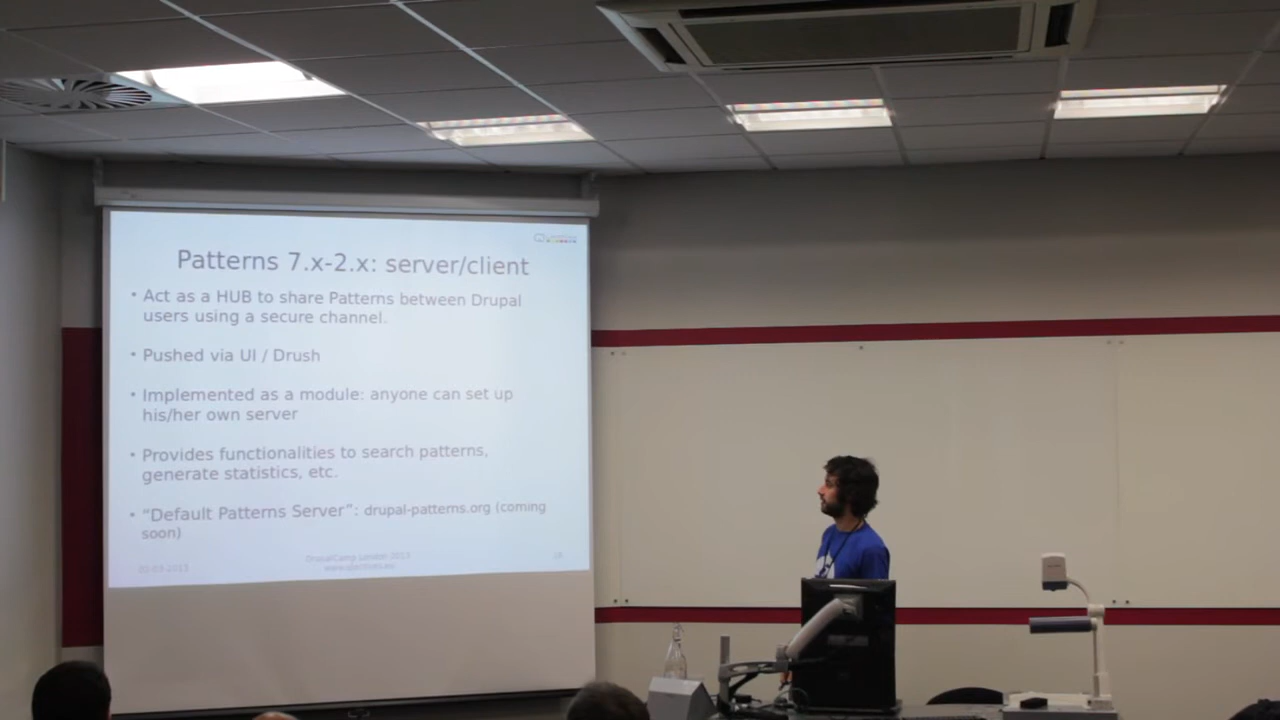 Patterns 7.x-2.x: server/client
• Act as a HUB to share Patterns between Drupal
users using a secure channel.
• Pushed via UI / Drush
• Implemented as a module: anyone can set up
his/her own server
• Provides functionalities to search patterns,
generate statistics, etc.
• “Default Patterns Server”: drupal-patterns.org (coming
soon)
DrupalCamp London 2013